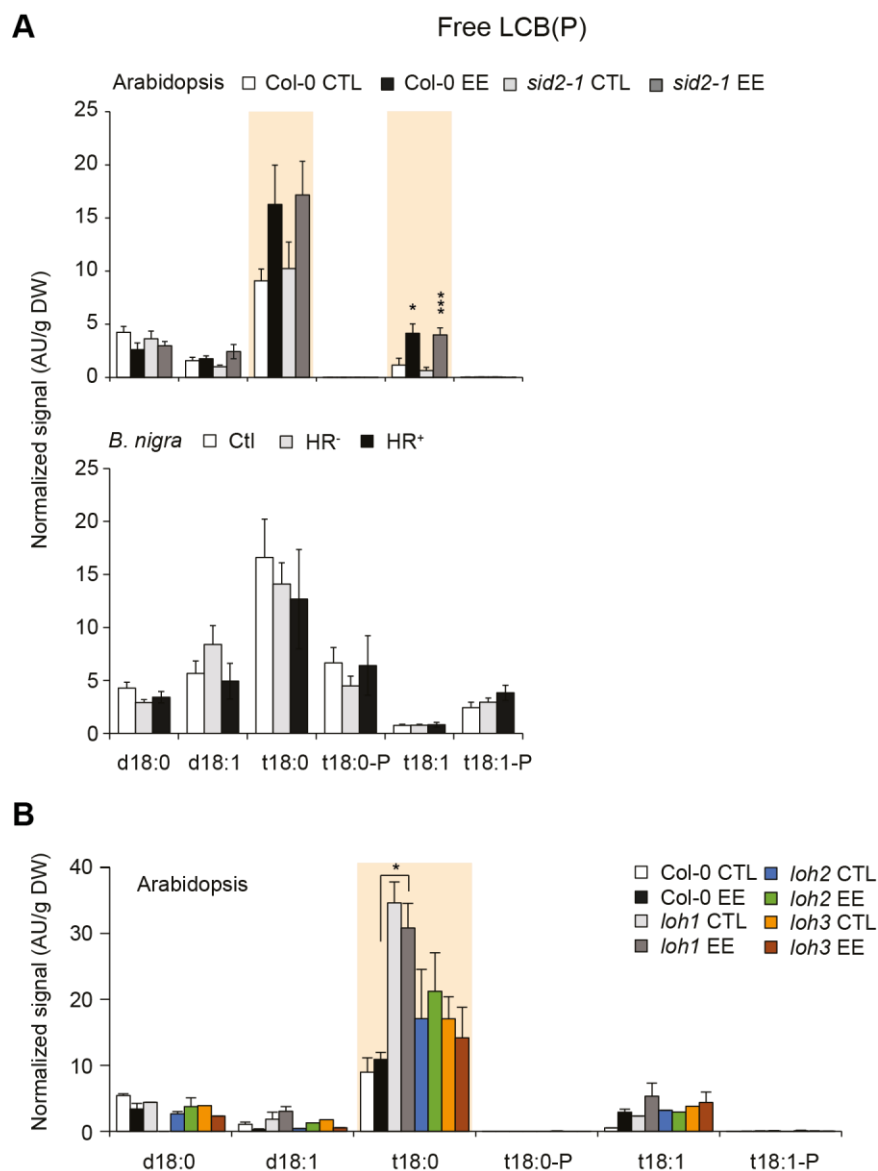 A
Free LCB(P)
Arabidopsis Col-0 CTL Col-0 EE sid2-1 CTL sid2-1 EE
25
20
15
10
5
0
* ***
Normalized signal (AU/g DW)
B. nigra Ctl HR- HR+
25
20
15
10
5
0
d18:0 d18:1 t18:0 t18:0-P t18:1 t18:1-P
B
Arabidopsis
*
Col-0 CTL loh2 CTL
Col-0 EE loh2 EE
loh1 CTL loh3 CTL
loh1 EE loh3 EE
Normalized signal (AU/g DW)
40
30
20
10
0
d18:0 d18:1 t18:0 t18:0-P t18:1 t18:1-P